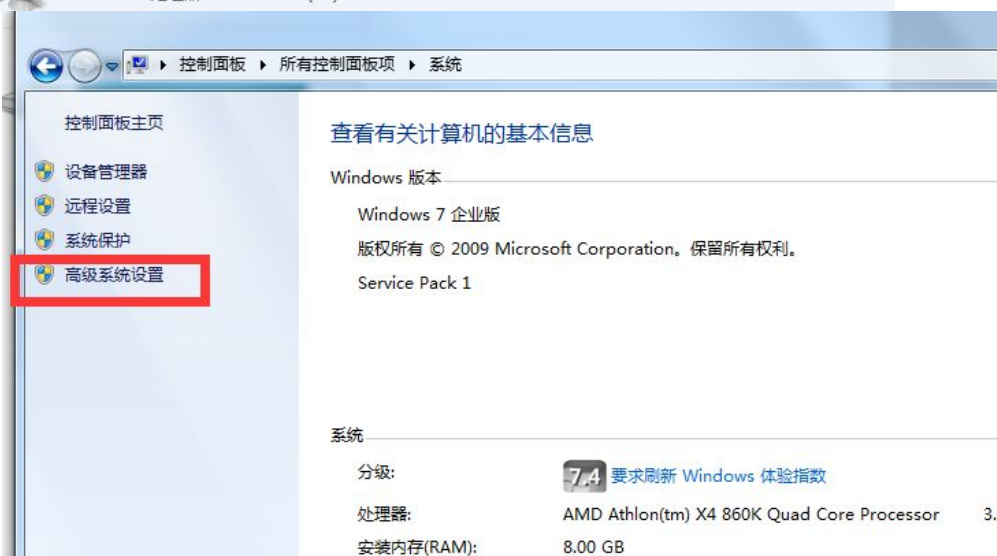 控制面板 ▸ 所有控制面板项 ▸ 系统
控制面板主页
设备管理器
远程设置
系统保护
高级系统设置
查看有关计算机的基本信息
Windows 版本
Windows 7 企业版
版权所有 © 2009 Microsoft Corporation。保留所有权利。
Service Pack 1
系统
分级:
7.4 要求刷新 Windows 体验指数
处理器:
AMD Athlon(tm) X4 860K Quad Core Processor 3.
安装内存(RAM):
8.00 GB